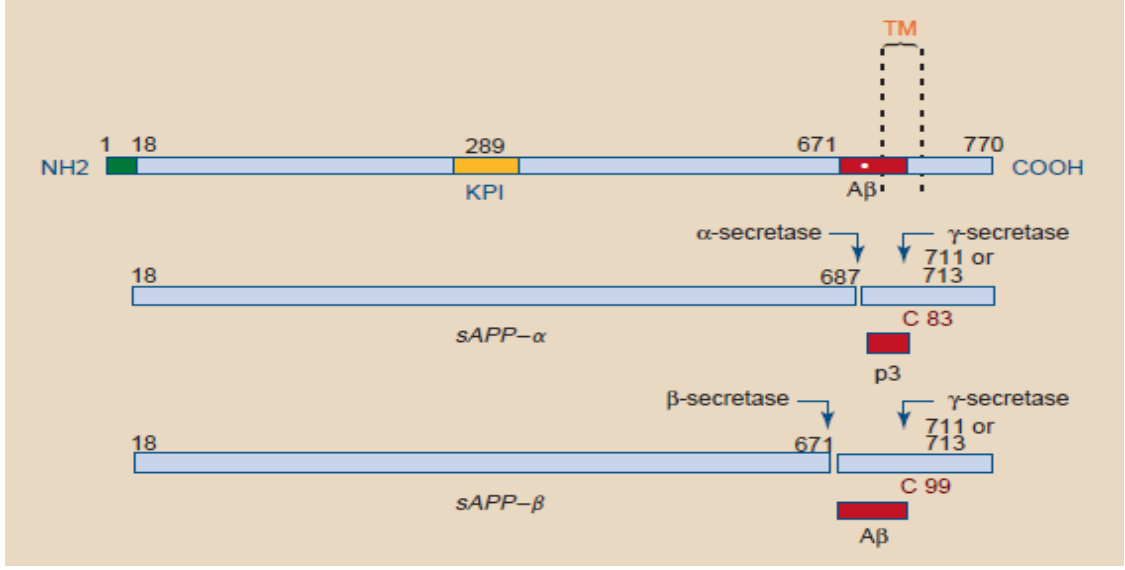 TM
1 18 289 671 770
NH2 COOH
KPI Aβ
α-secretase γ-secretase
711 or
18 687 713
C 83
sAPP–α
p3
β-secretase γ-secretase
711 or
18 671 713
C 99
sAPP–β
Aβ